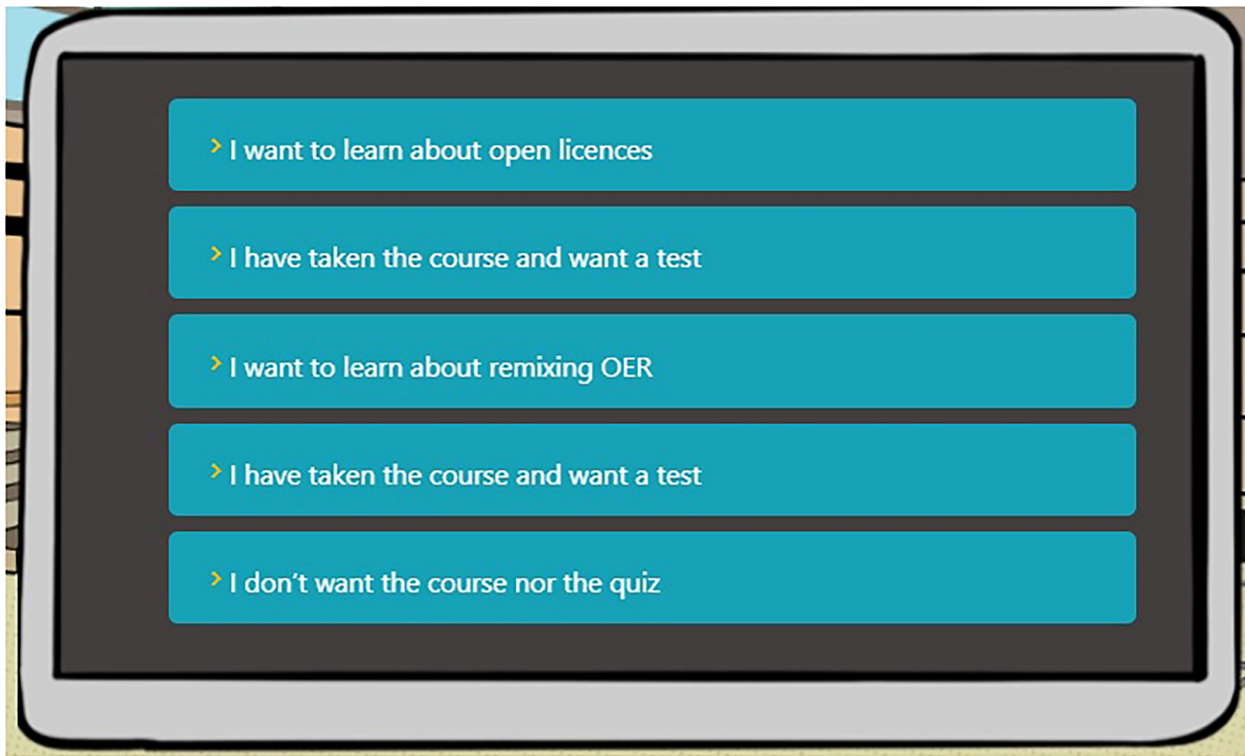 › I want to learn about open licences
› I have taken the course and want a test
› I want to learn about remixing OER
› I have taken the course and want a test
› I don’t want the course nor the quiz